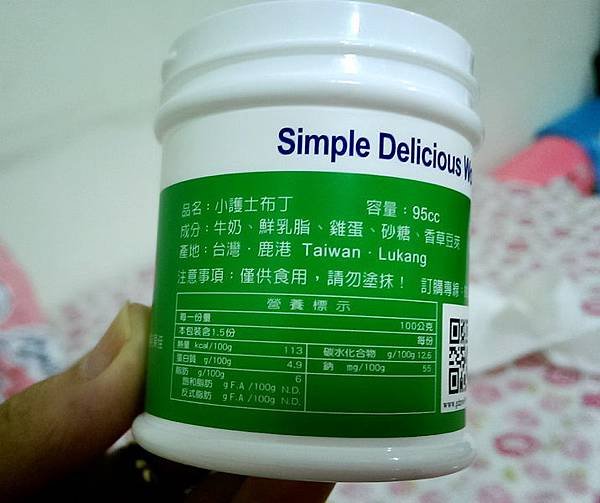 Simple Delicious
品名：小護士布丁 容量：95cc
成分：牛奶、鮮乳脂、雞蛋、砂糖、香草豆莢
產地：台灣·鹿港 Taiwan·Lukang
注意事項：僅供食用，請勿塗抹！ 訂購專線：
營養標示
每一份量 100公克
本包裝含1.5份 每份
熱量 kcal/100g 113 碳水化合物 g/100g 12.6
蛋白質 g/100g 4.9 鈉 mg/100g 55
脂肪 g/100g 6
飽和脂肪 gF.A /100g N.D.
反式脂肪 gF.A /100g N.D.